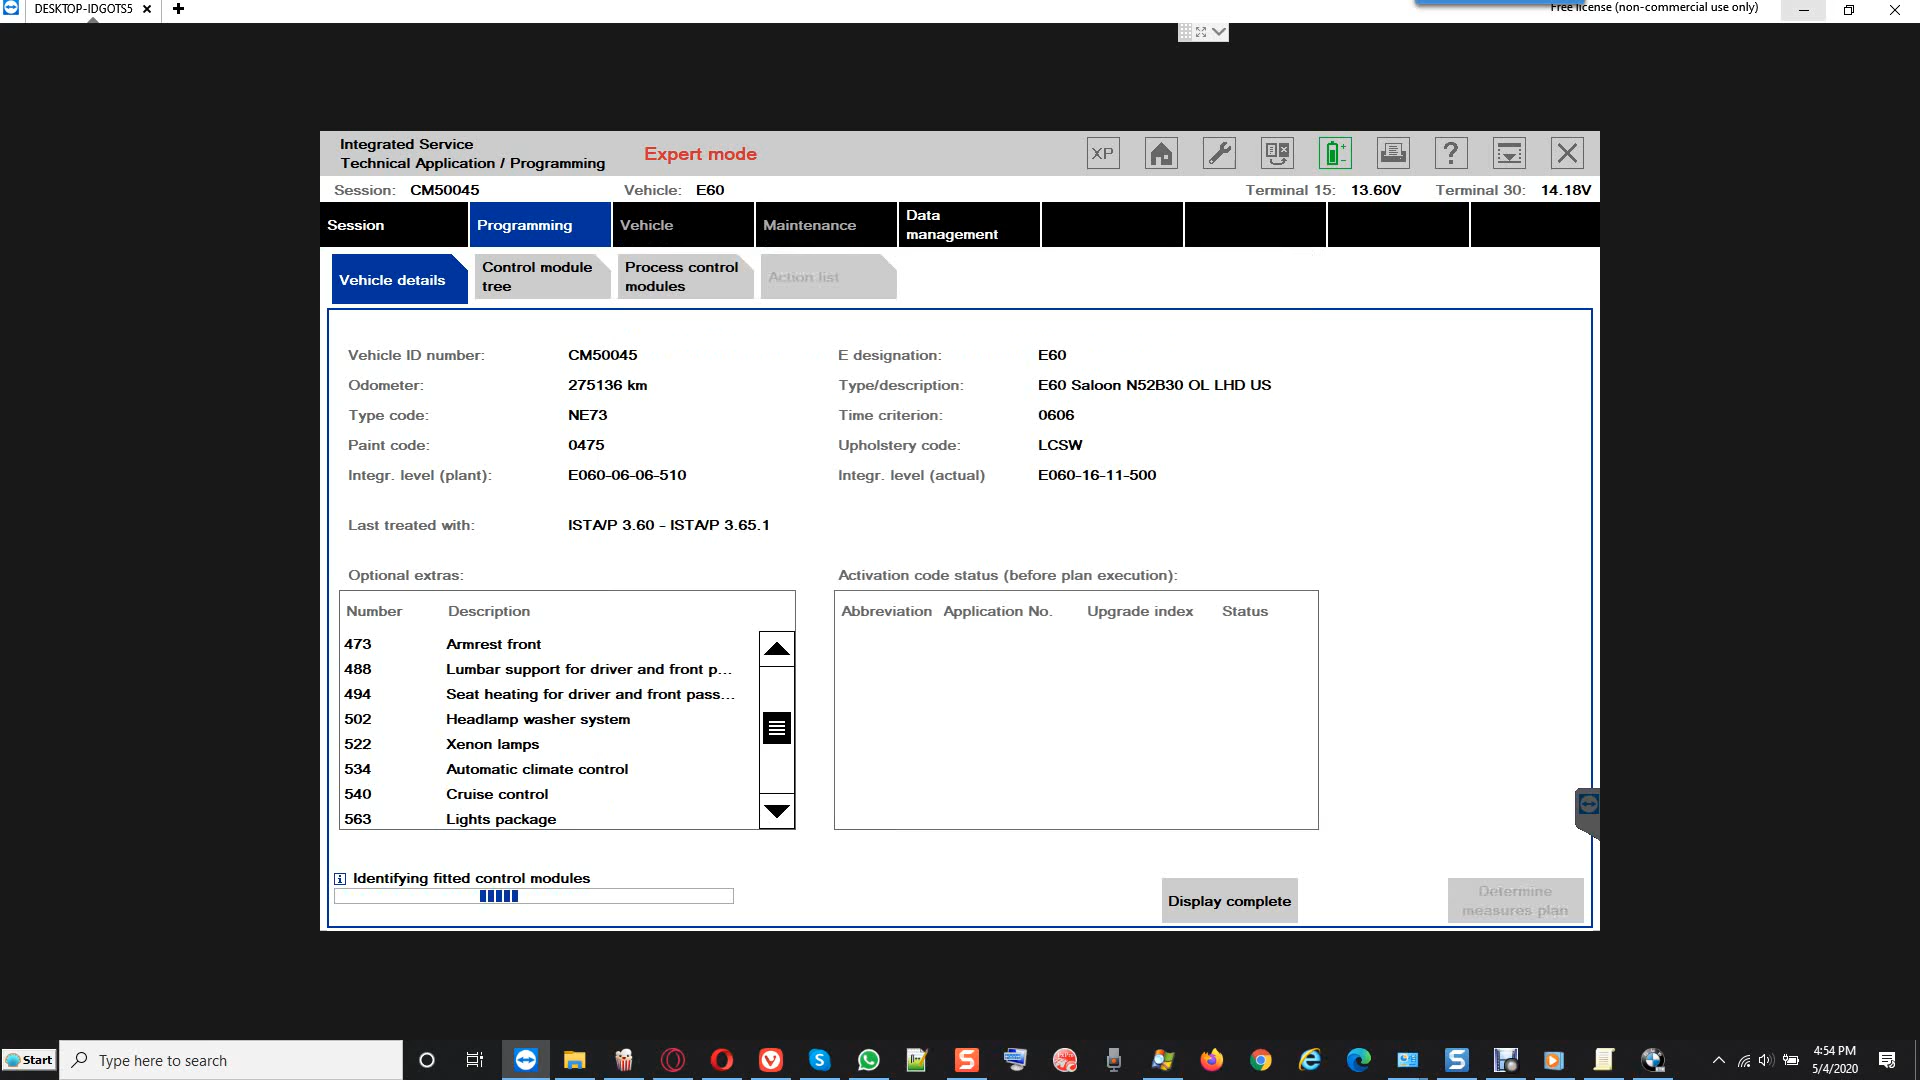 DESKTOP-IDGOTS5
Free license (non-commercial use only)
Integrated Service
Technical Application / Programming
Expert mode
XP
?
Session: CM50045
Vehicle: E60
Terminal 15: 13.60V
Terminal 30: 14.18V
Session
Programming
Vehicle
Maintenance
Data
management
Vehicle details
Control module
tree
Process control
modules
Action list
Vehicle ID number: CM50045
E designation: E60
Odometer: 275136 km
Type/description: E60 Saloon N52B30 OL LHD US
Type code: NE73
Time criterion: 0606
Paint code: 0475
Upholstery code: LCSW
Integr. level (plant): E060-06-06-510
Integr. level (actual) E060-16-11-500
Last treated with: ISTA/P 3.60 - ISTA/P 3.65.1
Optional extras:
Number Description
473 Armrest front
488 Lumbar support for driver and front p...
494 Seat heating for driver and front pass...
502 Headlamp washer system
522 Xenon lamps
534 Automatic climate control
540 Cruise control
563 Lights package
Activation code status (before plan execution):
Abbreviation Application No. Upgrade index Status
Identifying fitted control modules
Display complete
Determine
measures plan
Start
Type here to search
4:54 PM
5/4/2020